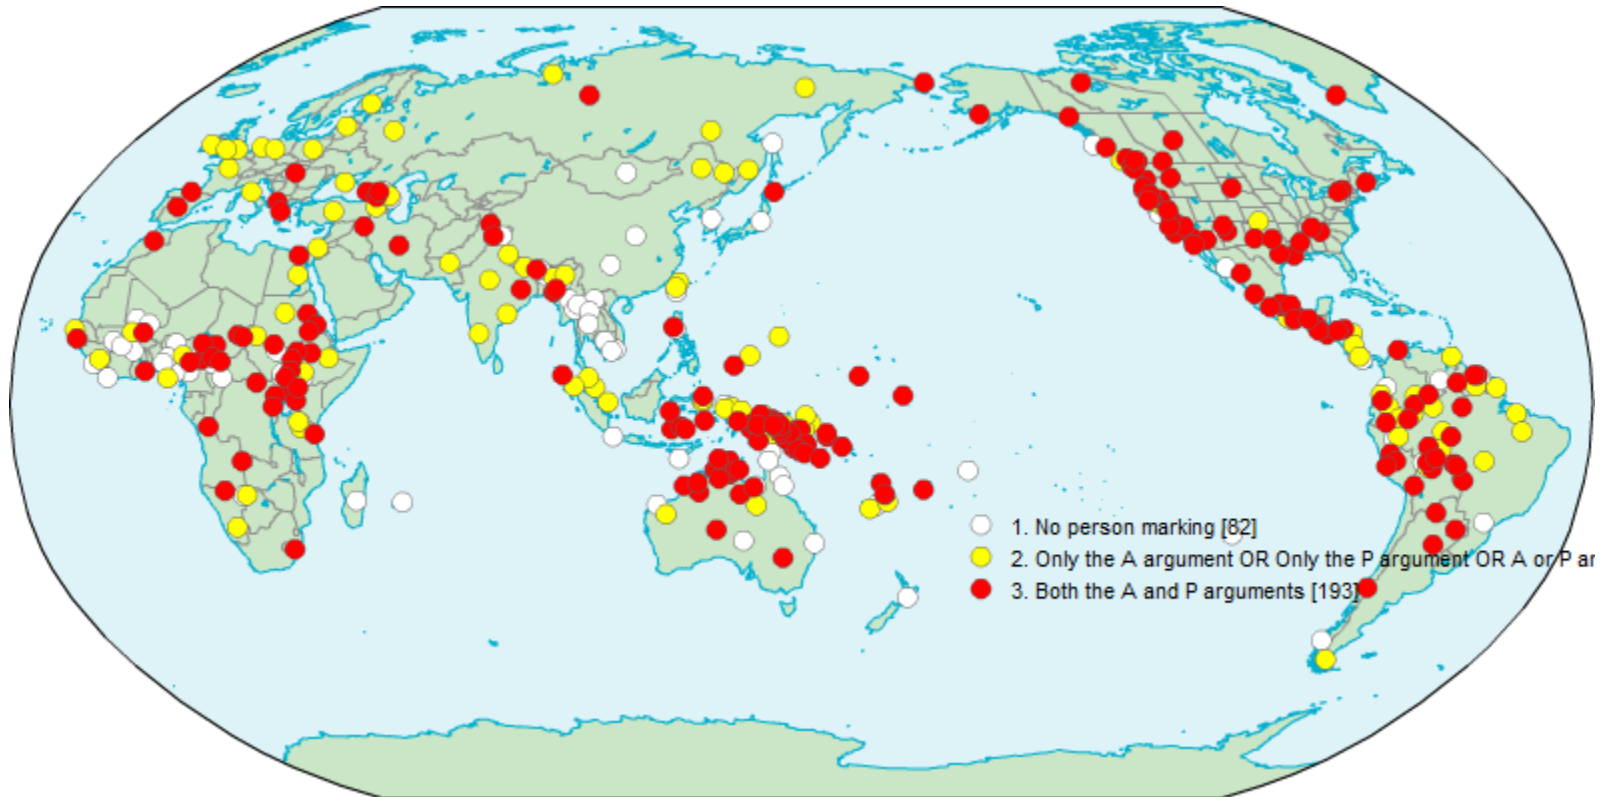 1. No person marking [82]
2. Only the A argument OR Only the P argument OR A or P ar
3. Both the A and P arguments [193]